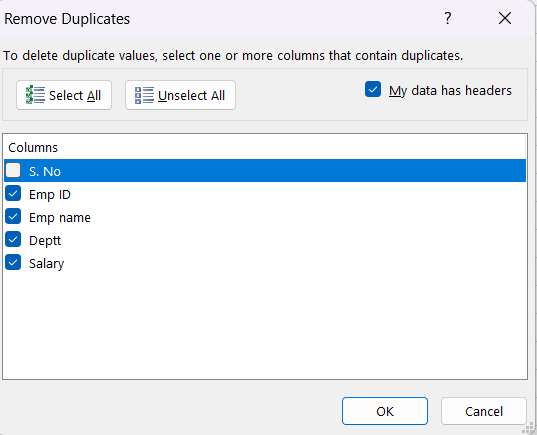 Remove Duplicates ?
To delete duplicate values, select one or more columns that contain duplicates.
Select All Unselect All My data has headers
Columns
S. No
Emp ID
Emp name
Deptt
Salary
OK Cancel